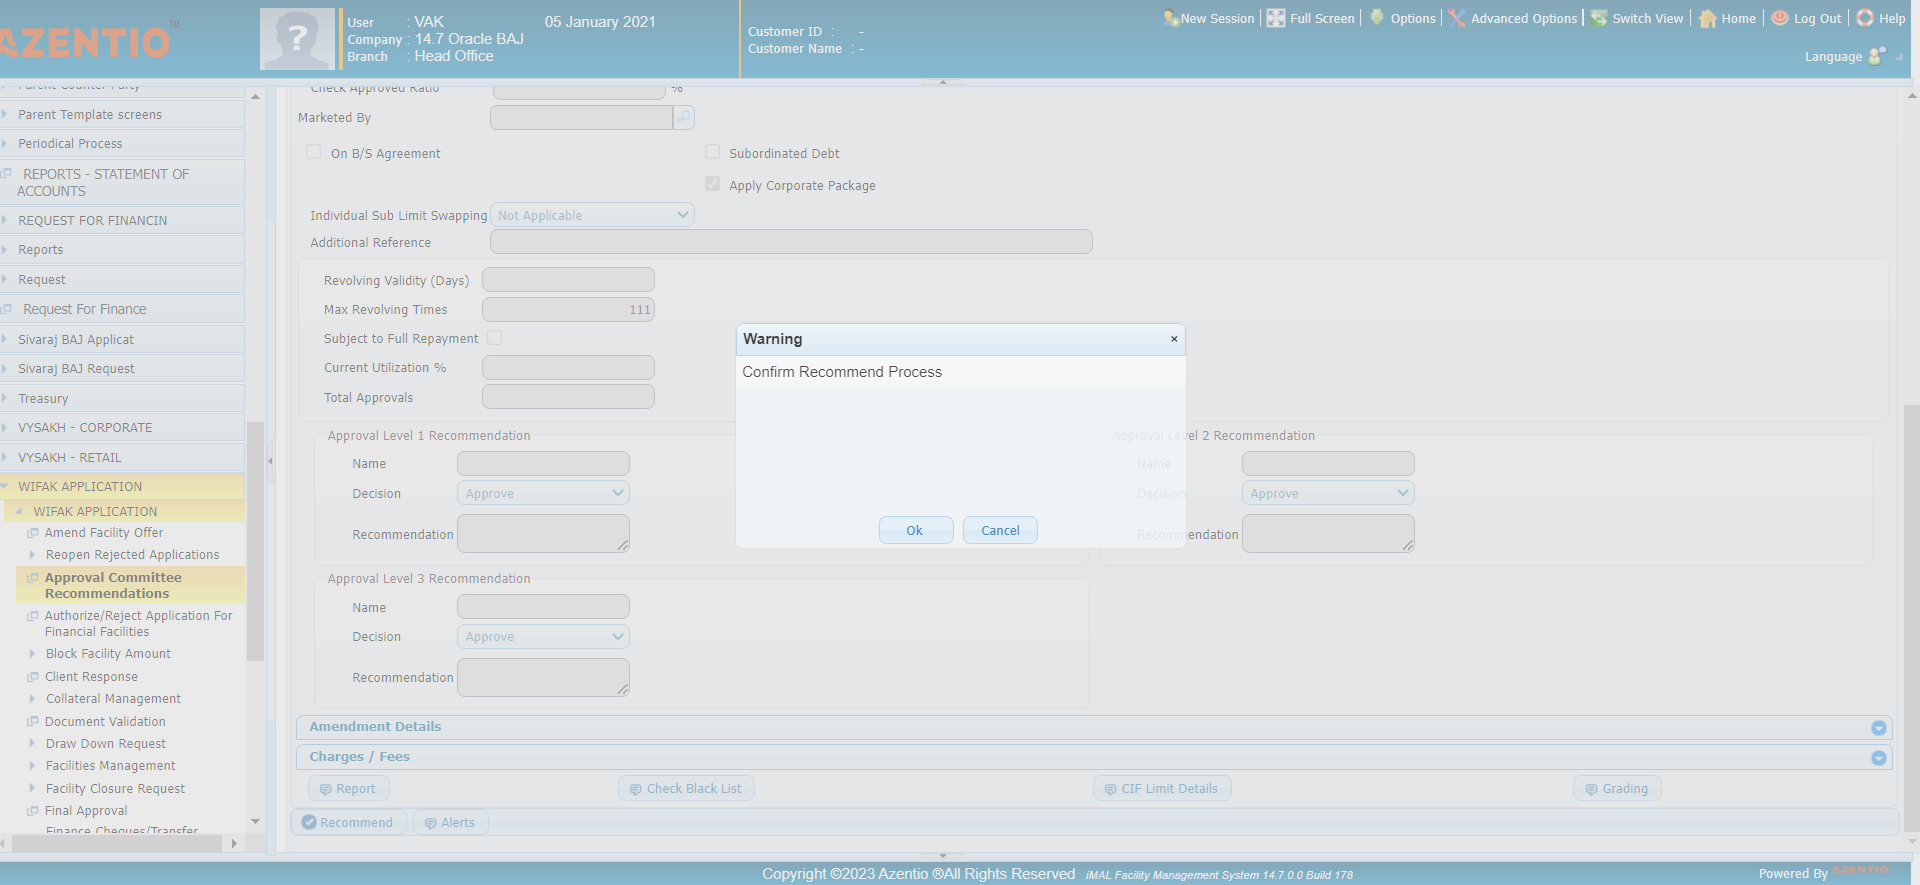 AZENTIO™
User : VAK 05 January 2021
Company : 14.7 Oracle BAJ
Branch : Head Office
Customer ID : -
Customer Name : -
New Session
Full Screen
Options
Advanced Options
Switch View
Home
Log Out
Help
Language
Parent Counter Party
Parent Template screens
Periodical Process
REPORTS - STATEMENT OF
ACCOUNTS
REQUEST FOR FINANCIN
Reports
Request
Request For Finance
Sivaraj BAJ Applicat
Sivaraj BAJ Request
Treasury
VYSAKH - CORPORATE
VYSAKH - RETAIL
WIFAK APPLICATION
WIFAK APPLICATION
Amend Facility Offer
Reopen Rejected Applications
Approval Committee
Recommendations
Authorize/Reject Application For
Financial Facilities
Block Facility Amount
Client Response
Collateral Management
Document Validation
Draw Down Request
Facilities Management
Facility Closure Request
Final Approval
Finance Cheques/Transfer
Check Approved Ratio %
Marketed By
On B/S Agreement
Subordinated Debt
Apply Corporate Package
Individual Sub Limit Swapping Not Applicable
Additional Reference
Revolving Validity (Days)
Max Revolving Times 111
Subject to Full Repayment
Current Utilization %
Total Approvals
Warning ×
Confirm Recommend Process
Ok
Cancel
Approval Level 1 Recommendation
Name
Decision Approve
Recommendation
Approval Level 2 Recommendation
Name
Decision Approve
Recommendation
Approval Level 3 Recommendation
Name
Decision Approve
Recommendation
Amendment Details
Charges / Fees
Report
Check Black List
CIF Limit Details
Grading
Recommend
Alerts
Copyright ©2023 Azentio ®All Rights Reserved iMAL Facility Management System 14.7.0.0 Build 178
Powered By AZENTIO